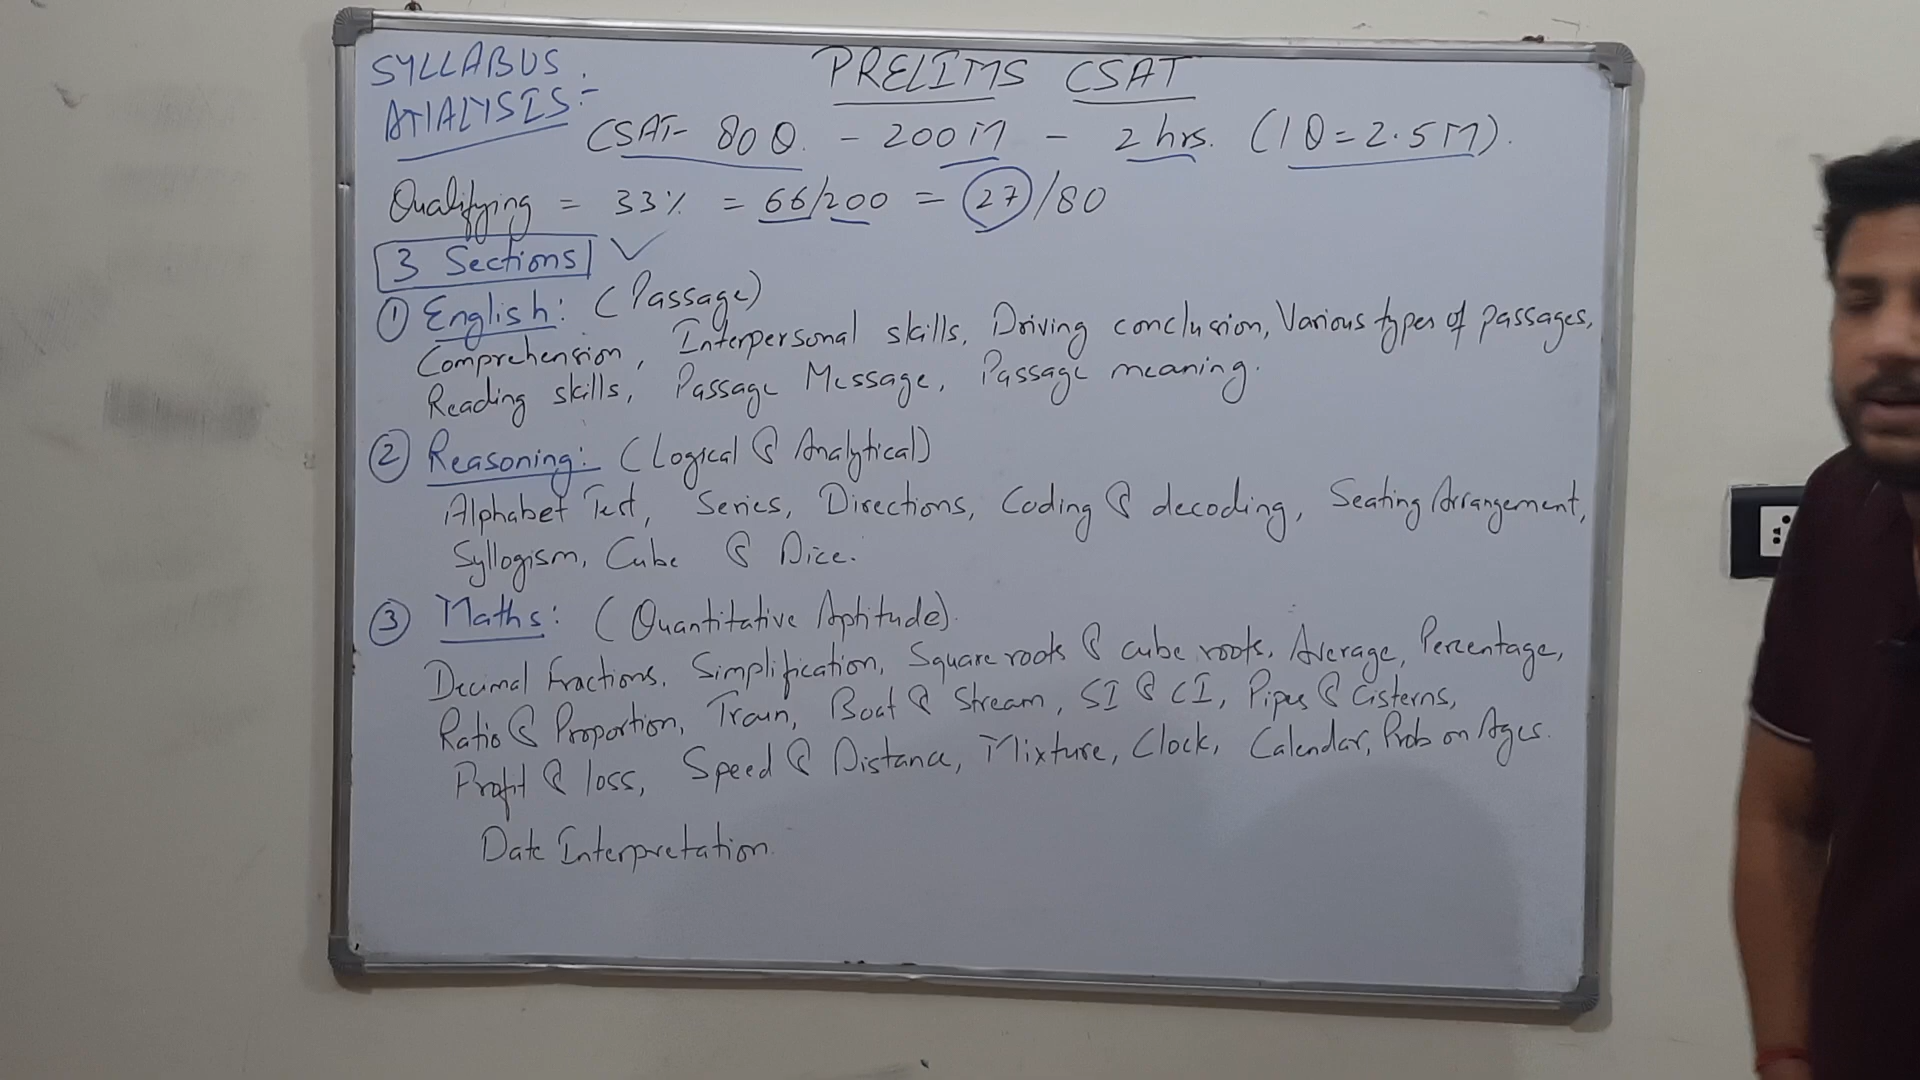 SYLLABUS
ANALYSIS:-
PRELIMS CSAT
CSAT- 80 Q. - 200M - 2 hrs. (1 Q = 2.5 M).
Qualifying = 33% = 66/200 = 27/80
3 Sections
① English: (Passage)
Comprehension, Interpersonal skills, Driving conclusion, Various types of passages,
Reading skills, Passage Message, Passage meaning.
② Reasoning: (Logical & Analytical)
Alphabet Test, Series, Directions, Coding & decoding, Seating Arrangement,
Syllogism, Cube & Dice.
③ Maths: (Quantitative Aptitude).
Decimal fractions, Simplification, Square roots & cube roots, Average, Percentage,
Ratio & Proportion, Train, Boat & Stream, SI & CI, Pipes & Cisterns,
Profit & loss, Speed & Distance, Mixture, Clock, Calendar, Prob on Ages.
Date Interpretation.